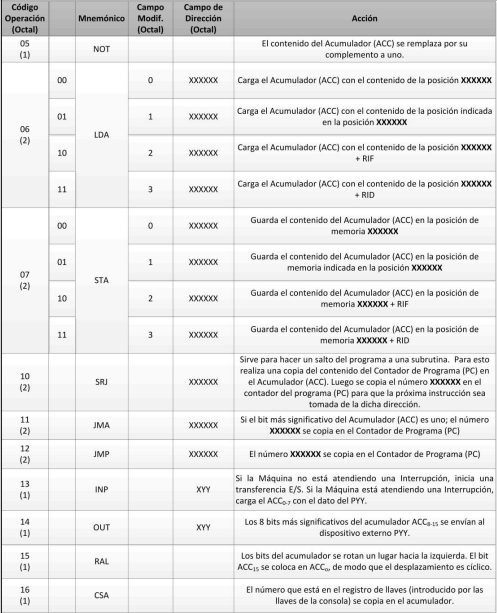 Código Operación (Octal) Mnemónico Campo Modif. (Octal) Campo de Dirección (Octal) Acción
05 (1) NOT El contenido del Acumulador (ACC) se remplaza por su complemento a uno.
06 (2) LDA
00 0 XXXXXX Carga el Acumulador (ACC) con el contenido de la posición XXXXXX
01 1 XXXXXX Carga el Acumulador (ACC) con el contenido de la posición indicada en la posición XXXXXX
10 2 XXXXXX Carga el Acumulador (ACC) con el contenido de la posición XXXXXX + RIF
11 3 XXXXXX Carga el Acumulador (ACC) con el contenido de la posición XXXXXX + RID
07 (2) STA
00 0 XXXXXX Guarda el contenido del Acumulador (ACC) en la posición de memoria XXXXXX
01 1 XXXXXX Guarda el contenido del Acumulador (ACC) en la posición de memoria indicada en la posición XXXXXX
10 2 XXXXXX Guarda el contenido del Acumulador (ACC) en la posición de memoria XXXXXX + RIF
11 3 XXXXXX Guarda el contenido del Acumulador (ACC) en la posición de memoria XXXXXX + RID
10 (2) SRJ XXXXXX Sirve para hacer un salto del programa a una subrutina. Para esto realiza una copia del contenido del Contador de Programa (PC) en el Acumulador (ACC). Luego se copia el número XXXXXX en el contador del programa (PC) para que la próxima instrucción sea tomada de la dicha dirección.
11 (2) JMA XXXXXX Si el bit más significativo del Acumulador (ACC) es uno; el número XXXXXX se copia en el Contador de Programa (PC)
12 (2) JMP XXXXXX El número XXXXXX se copia en el Contador de Programa (PC)
13 (1) INP XYY Si la Máquina no está atendiendo una Interrupción, inicia una transferencia E/S. Si la Máquina está atendiendo una Interrupción, carga el ACC0-7 con el dato del PYY.
14 (1) OUT XYY Los 8 bits más significativos del acumulador ACC8-15 se envían al dispositivo externo PYY.
15 (1) RAL Los bits del acumulador se rotan un lugar hacia la izquierda. El bit ACC15 se coloca en ACCo, de modo que el desplazamiento es cíclico.
16 (1) CSA El número que está en el registro de llaves (introducido por las llaves de la consola) se copia en el acumulador.